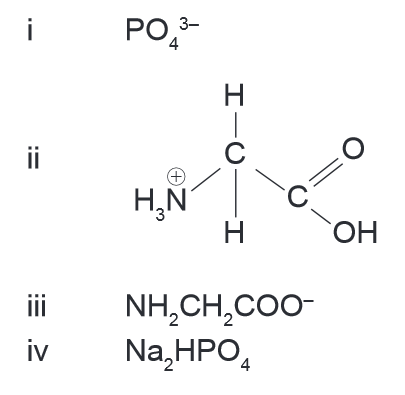 i PO₄³⁻
H
ii C O
H₃N⊕ C
H OH
iii NH₂CH₂COO⁻
iv Na₂HPO₄